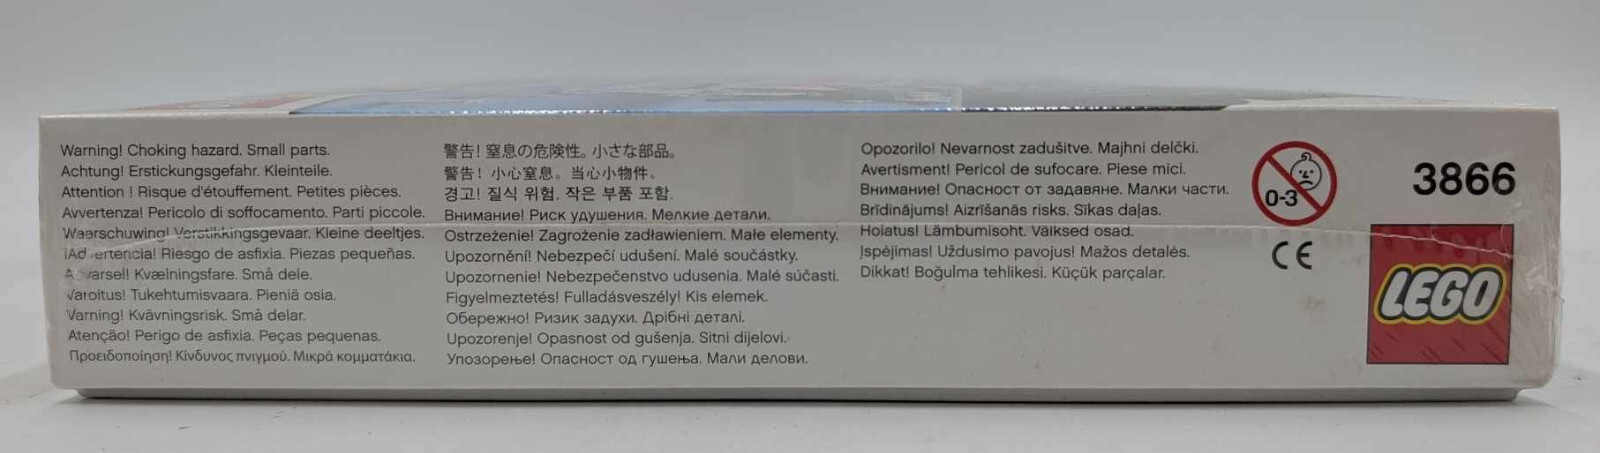 Warning! Choking hazard. Small parts.
Achtung! Erstickungsgefahr. Kleinteile.
Attention ! Risque d'étouffement. Petites pièces.
Avvertenza! Pericolo di soffocamento. Parti piccole.
Waarschuwing! Verstikkingsgevaar. Kleine deeltjes.
¡Advertencia! Riesgo de asfixia. Piezas pequeñas.
Advarsel! Kvælningsfare. Små dele.
Varoitus! Tukehtumisvaara. Pieniä osia.
Varning! Kvävningsrisk. Små delar.
Atenção! Perigo de asfixia. Peças pequenas.
Προειδοποίηση! Κίνδυνος πνιγμού. Μικρά κομματάκια.
警告! 窒息の危険性。小さな部品。
警告! 小心窒息。当心小物件。
경고! 질식 위험. 작은 부품 포함.
Внимание! Риск удушения. Мелкие детали.
Ostrzeżenie! Zagrożenie zadławieniem. Małe elementy.
Upozornění! Nebezpečí udušení. Malé součástky.
Upozornenie! Nebezpečenstvo udusenia. Malé súčasti.
Figyelmeztetés! Fulladásveszély! Kis elemek.
Обережно! Ризик задухи. Дрібні деталі.
Upozorenje! Opasnost od gušenja. Sitni dijelovi.
Упозорење! Опасност од гушења. Мали делови.
Opozorilo! Nevarnost zadušitve. Majhni delčki.
Avertisment! Pericol de sufocare. Piese mici.
Внимание! Опасност от задавяне. Малки части.
Brīdinājums! Aizrīšanās risks. Sīkas daļas.
Hoiatus! Lämbumisoht. Väiksed osad.
Įspėjimas! Uždusimo pavojus! Mažos detalės.
Dikkat! Boğulma tehlikesi. Küçük parçalar.
0-3
CE
3866
LEGO